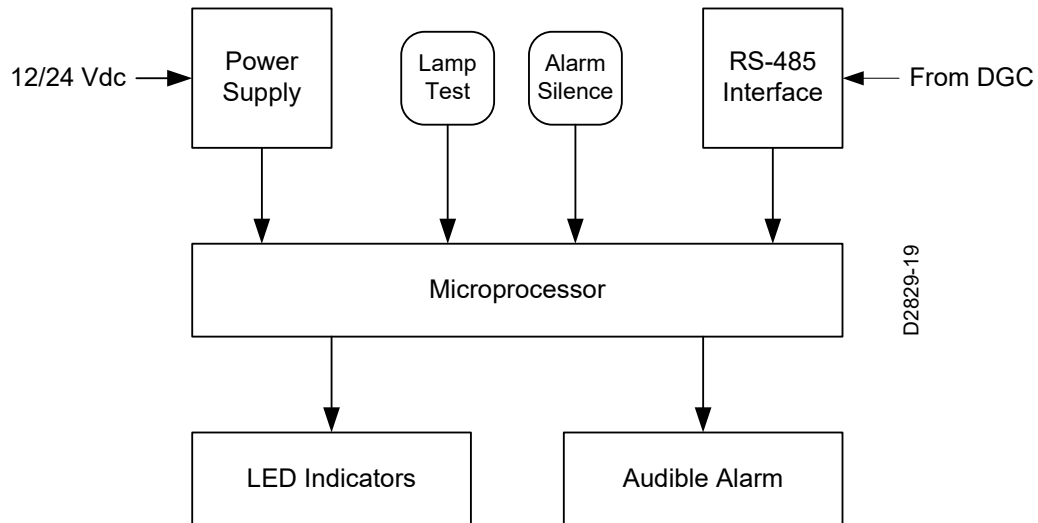 12/24 Vdc
Power
Supply
Lamp
Test
Alarm
Silence
RS-485
Interface
From DGC
Microprocessor
D2829-19
LED Indicators
Audible Alarm